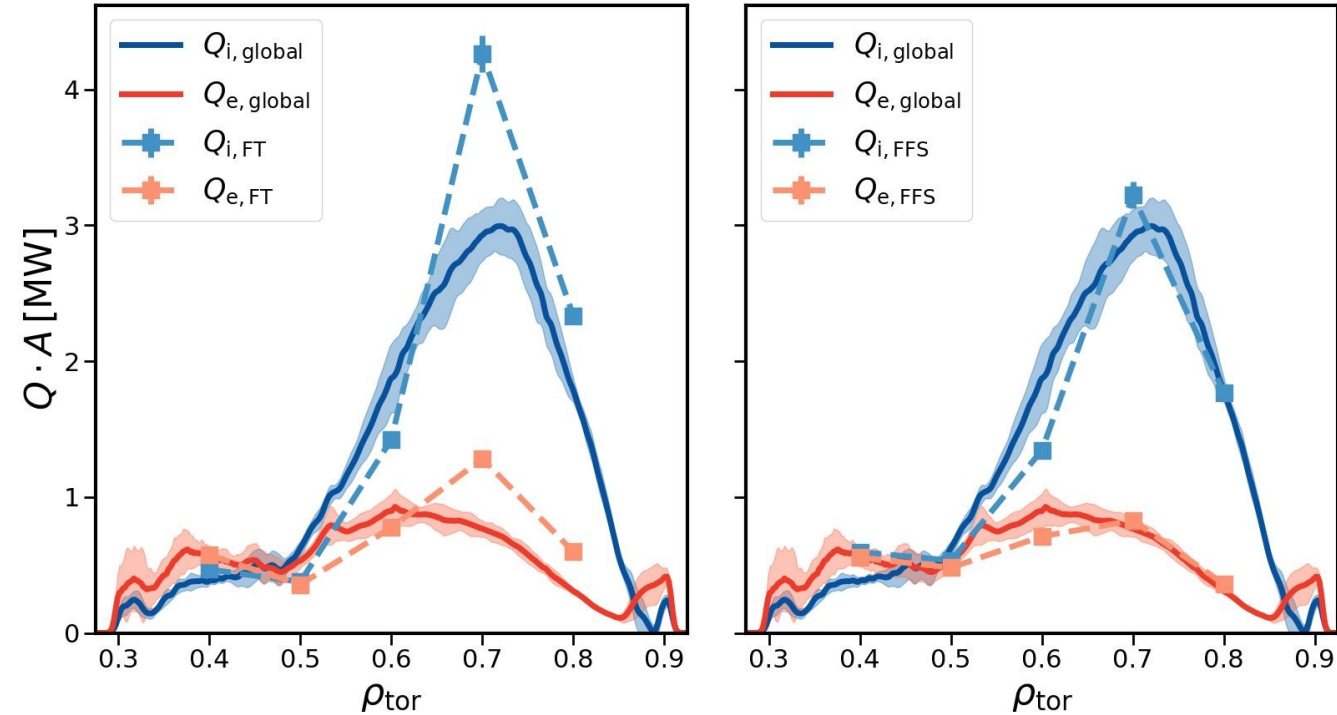 Q · A [MW]
4
3
2
1
0
Q_i, global
Q_e, global
Q_i, FT
Q_e, FT
0.3 0.4 0.5 0.6 0.7 0.8 0.9
ρ_tor
Q_i, global
Q_e, global
Q_i, FFS
Q_e, FFS
0.3 0.4 0.5 0.6 0.7 0.8 0.9
ρ_tor